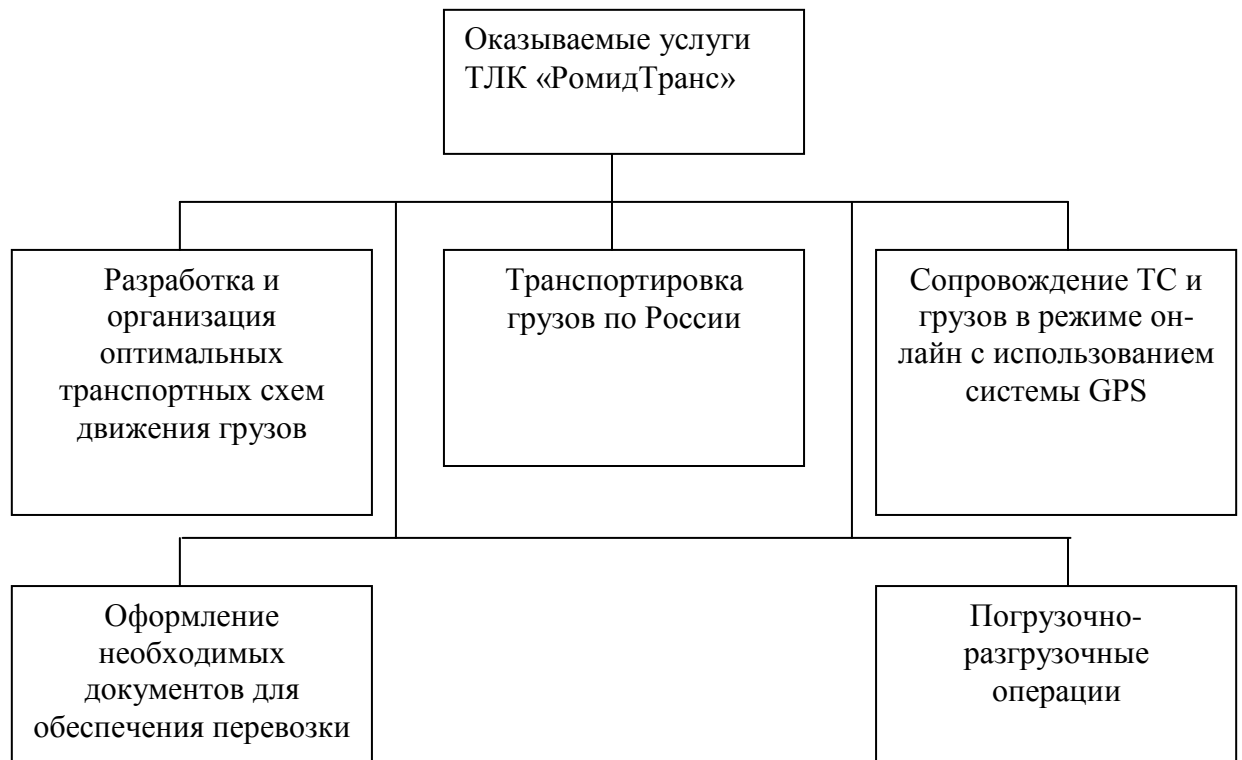 Оказываемые услуги
ТЛК «РомидТранс»
Разработка и
организация
оптимальных
транспортных схем
движения грузов
Транспортировка
грузов по России
Сопровождение ТС и
грузов в режиме он-
лайн с использованием
системы GPS
Оформление
необходимых
документов для
обеспечения перевозки
Погрузочно-
разгрузочные
операции